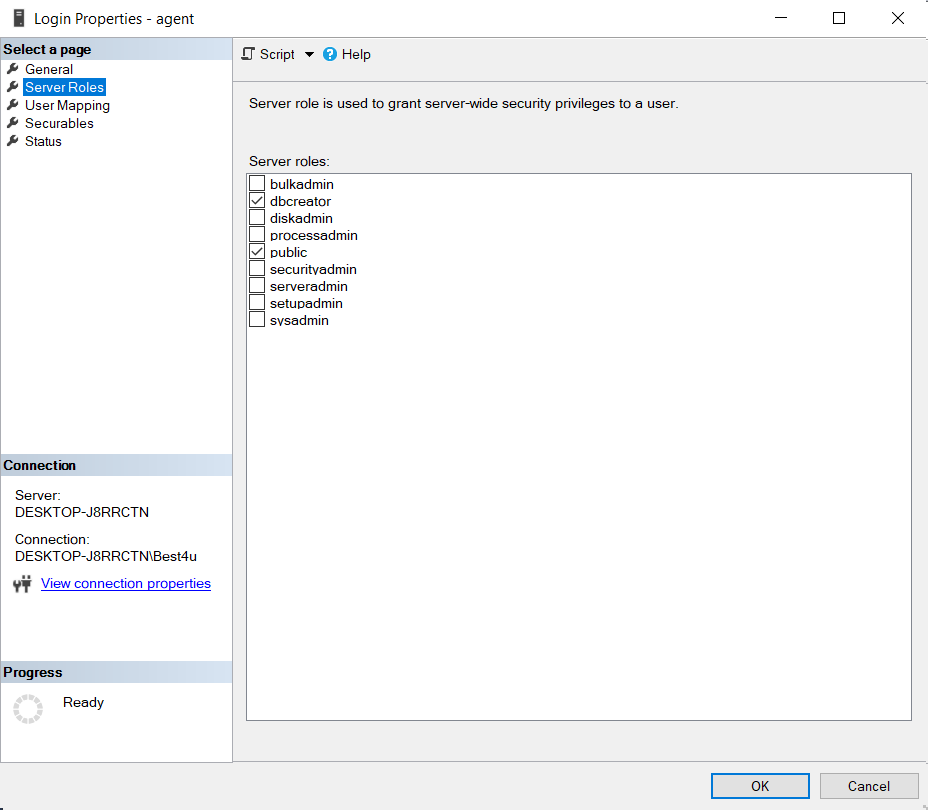 Login Properties - agent
Select a page
General
Server Roles
User Mapping
Securables
Status
Script
Help
Server role is used to grant server-wide security privileges to a user.
Server roles:
bulkadmin
dbcreator
diskadmin
processadmin
public
securityadmin
serveradmin
setupadmin
sysadmin
Connection
Server:
DESKTOP-J8RRCTN
Connection:
DESKTOP-J8RRCTN\Best4u
View connection properties
Progress
Ready
OK
Cancel